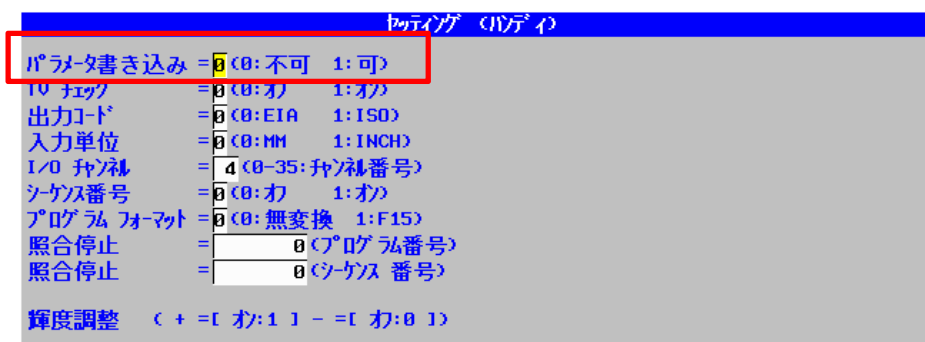 ｾｯﾃｨﾝｸﾞ (ﾊﾝﾃﾞｨ)
ﾊﾟﾗﾒｰﾀ書き込み =0(0:不可 1:可)
TV ﾁｪｯｸ =0(0:ｵﾌ 1:ｵﾝ)
出力ｺｰﾄﾞ =0(0:EIA 1:ISO)
入力単位 =0(0:MM 1:INCH)
I/O ﾁｬﾝﾈﾙ = 4(0-35:ﾁｬﾝﾈﾙ番号)
ｼｰｹﾝｽ番号 =0(0:ｵﾌ 1:ｵﾝ)
ﾌﾟﾛｸﾞﾗﾑ ﾌｫｰﾏｯﾄ =0(0:無変換 1:F15)
照合停止 = 0(ﾌﾟﾛｸﾞﾗﾑ番号)
照合停止 = 0(ｼｰｹﾝｽ 番号)
輝度調整 ( + =[ ｵﾝ:1 ] - =[ ｵﾌ:0 ])